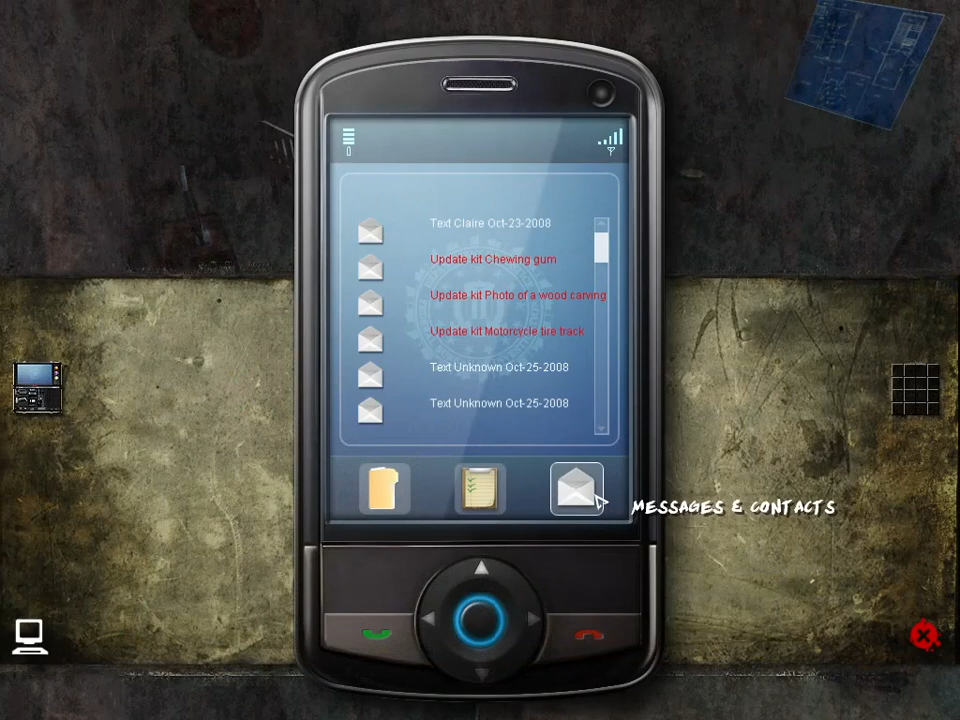 Text Claire Oct-23-2008
Update kit Chewing gum
Update kit Photo of a wood carving
Update kit Motorcycle tire track
Text Unknown Oct-25-2008
Text Unknown Oct-25-2008
MESSAGES & CONTACTS